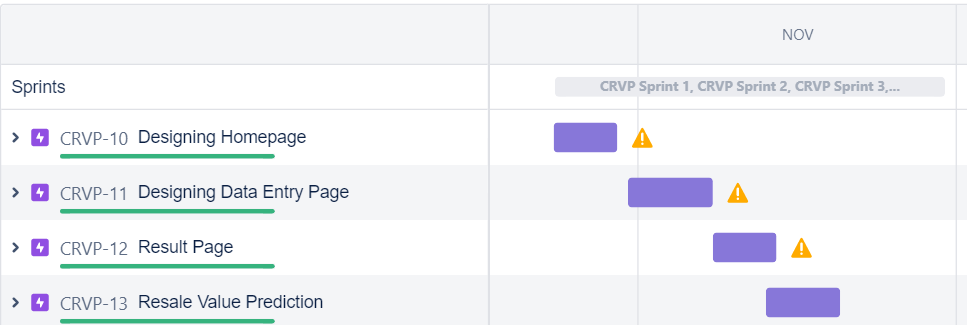 NOV
Sprints
CRVP Sprint 1, CRVP Sprint 2, CRVP Sprint 3,...
CRVP-10 Designing Homepage
CRVP-11 Designing Data Entry Page
CRVP-12 Result Page
CRVP-13 Resale Value Prediction